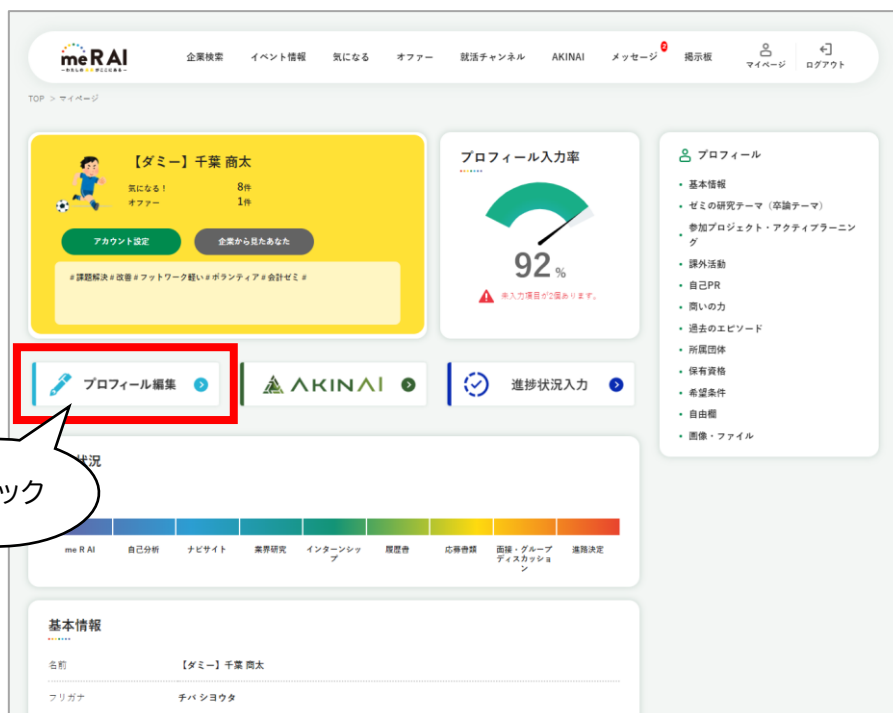 meRAI
企業検索 イベント情報 気になる オファー 就活チャンネル AKINAI メッセージ 2 掲示板 マイページ ログアウト
TOP > マイページ
【ダミー】千葉 商太
気になる! 8件
オファー 1件
アカウント設定 企業から見たあなた
#課題解決#改善#フットワーク軽い#ボランティア#会計ゼミ#
プロフィール入力率
92%
未入力項目が2個あります。
プロフィール
・基本情報
・ゼミの研究テーマ(卒論テーマ)
・参加プロジェクト・アクティブラーニン
グ
・課外活動
・自己PR
・商いの力
・過去のエピソード
・所属団体
・保有資格
・希望条件
・自由欄
・画像・ファイル
プロフィール編集 AKINAI 進捗状況入力
状況
ック
me R AI 自己分析 ナビサイト 業界研究 インターンシッ
プ 履歴書 応募書類 面接・グループ
ディスカッショ
ン 進路決定
基本情報
名前 【ダミー】千葉 商太
フリガナ チバ ショウタ